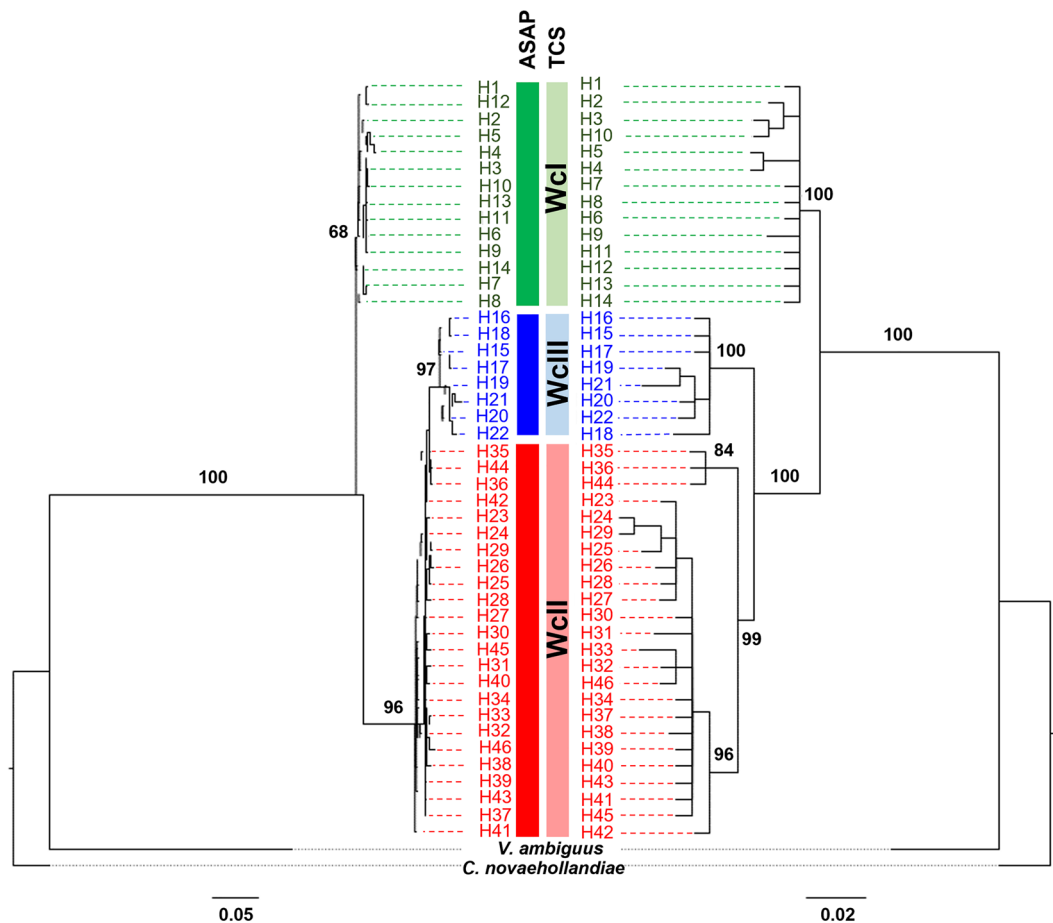 ASAP
TCS
H1 H1
H12 H2
H2 H3
H5 H10
H4 H5
H3 H4
H10 H7
H13 H8
H11 H6
H6 H9
H9 H11
H14 H12
H7 H13
H8 H14
WcI
100
68
H16 H16
H18 H15
H15 H17
H17 H19
H19 H21
H21 H20
H20 H22
H22 H18
WcIII
97
100
100
H35 H35
H44 H36
H36 H44
H42 H23
H23 H24
H24 H29
H29 H25
H26 H26
H25 H28
H28 H27
H27 H30
H30 H31
H45 H33
H31 H32
H40 H46
H34 H34
H33 H37
H32 H38
H46 H39
H38 H40
H39 H43
H43 H41
H37 H45
H41 H42
WcII
84
100
100
99
96
96
V. ambiguus
C. novaehollandiae
0.05
0.02